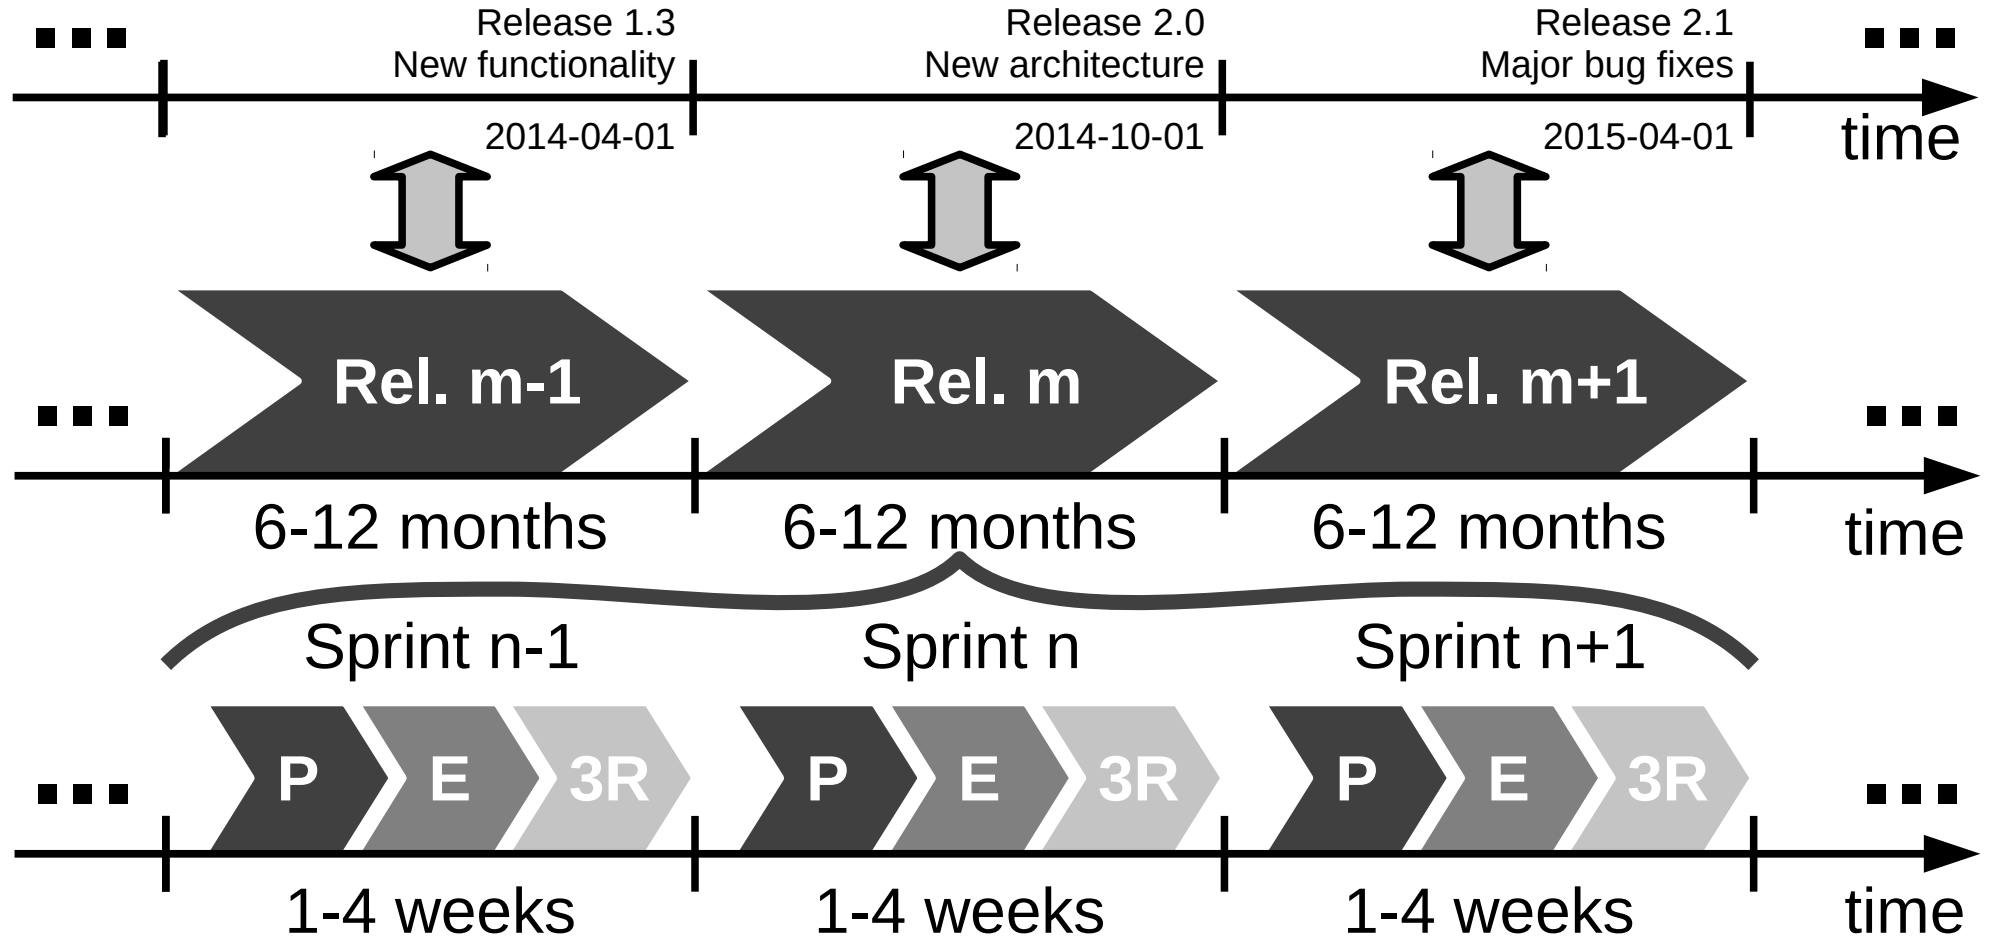 Release 1.3
New functionality
2014-04-01
Release 2.0
New architecture
2014-10-01
Release 2.1
Major bug fixes
2015-04-01
time
Rel. m-1
Rel. m
Rel. m+1
6-12 months
6-12 months
6-12 months
time
Sprint n-1
Sprint n
Sprint n+1
P
E
3R
P
E
3R
P
E
3R
1-4 weeks
1-4 weeks
1-4 weeks
time